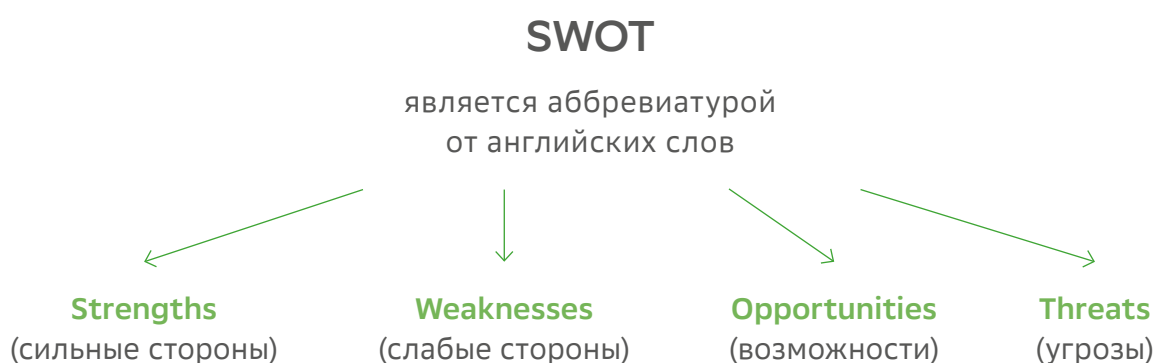 SWOT
является аббревиатурой
от английских слов
Strengths Weaknesses Opportunities Threats
(сильные стороны) (слабые стороны) (возможности) (угрозы)